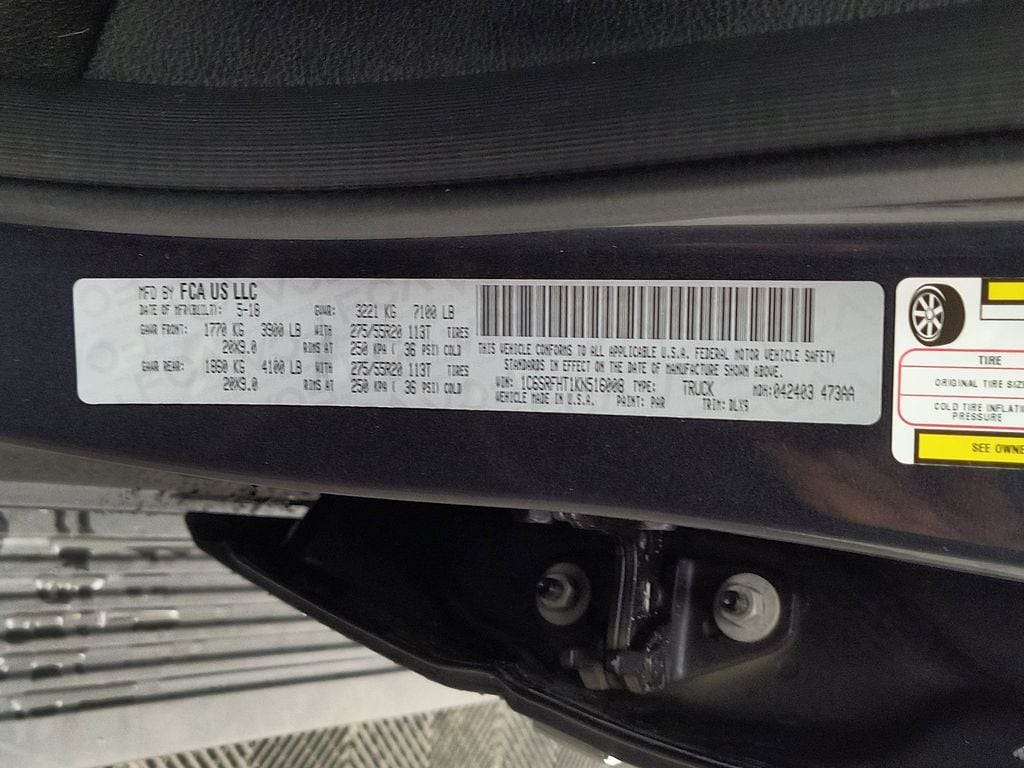 MFD BY FCA US LLC
DATE OF MFR(BUILT): 5-18 GVWR: 3221 KG 7100 LB
GAWR FRONT: 1770 KG 3900 LB WITH 275/55R20 113T TIRES
20X9.0 RIMS AT 250 KPA ( 36 PSI) COLD
GAWR REAR: 1860 KG 4100 LB WITH 275/55R20 113T TIRES
20X9.0 RIMS AT 250 KPA ( 36 PSI) COLD
THIS VEHICLE CONFORMS TO ALL APPLICABLE U.S.A. FEDERAL MOTOR VEHICLE SAFETY
STANDARDS IN EFFECT ON THE DATE OF MANUFACTURE SHOWN ABOVE.
VIN: 1C6SRFHT1KN516008 TYPE: TRUCK MDH: 042403 473AA
VEHICLE MADE IN U.S.A. PAINT: PAR TRIM: DLX9
TIRE
ORIGINAL TIRE SIZE
COLD TIRE INFLATI
PRESSURE
SEE OWNE